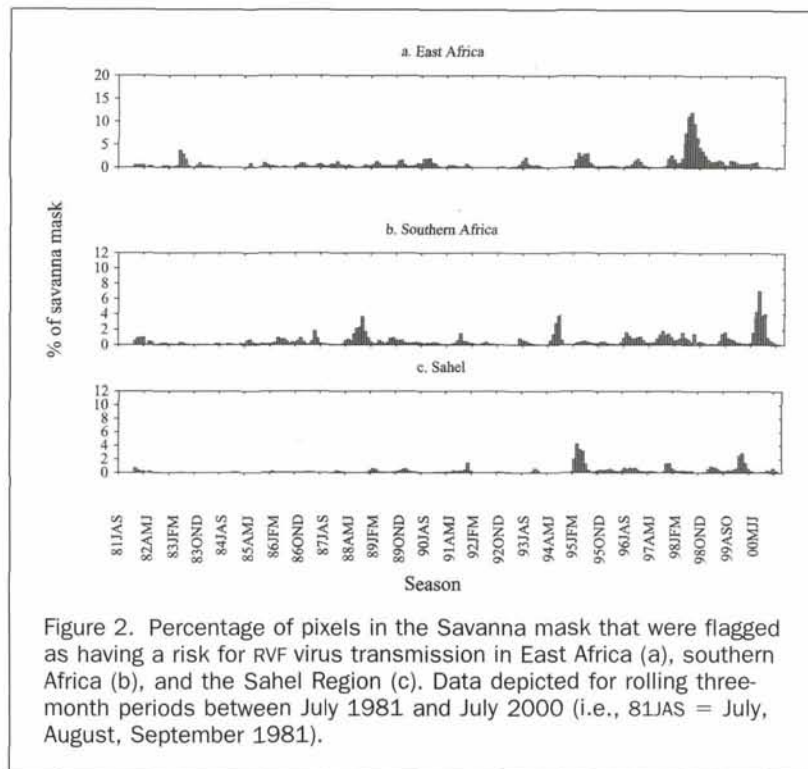 a. East Africa
20
15
10
5
0
b. Southern Africa
12
10
8
6
4
2
0
% of savanna mask
c. Sahel
12
10
8
6
4
2
0
81JAS
82AMJ
83JFM
83OND
84JAS
85AMJ
86JFM
86OND
87JAS
88AMJ
89JFM
89OND
90JAS
91AMJ
92JFM
92OND
93JAS
94AMJ
95JFM
95OND
96JAS
97AMJ
98JFM
98OND
99ASO
00MJJ
Season
Figure 2. Percentage of pixels in the Savanna mask that were flagged
as having a risk for RVF virus transmission in East Africa (a), southern
Africa (b), and the Sahel Region (c). Data depicted for rolling three-
month periods between July 1981 and July 2000 (i.e., 81JAS = July,
August, September 1981).